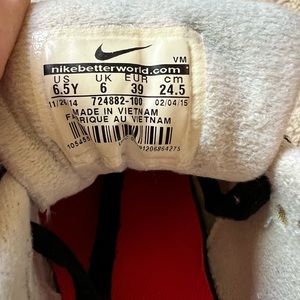 VM
nikebetterworld.com
US UK EUR cm
6.5Y 6 39 24.5
11/26/14 724882-100 02/04/15
MADE IN VIETNAM
FABRIQUE AU VIETNAM